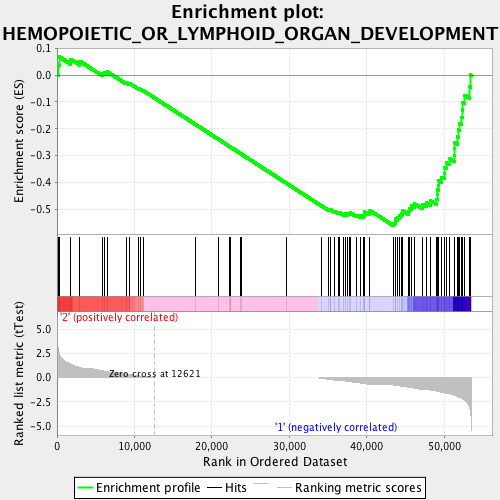 Enrichment plot:
HEMOPOIETIC_OR_LYMPHOID_ORGAN_DEVELOPMENT
Enrichment score (ES)
0.1
0.0
-0.1
-0.2
-0.3
-0.4
-0.5
'2' (positively correlated)
Ranked list metric (tTest)
5.0
2.5
0.0
-2.5
-5.0
Zero cross at 12621
'1' (negatively correlated)
0
10,000
20,000
30,000
40,000
50,000
Rank in Ordered Dataset
Enrichment profile
Hits
Ranking metric scores